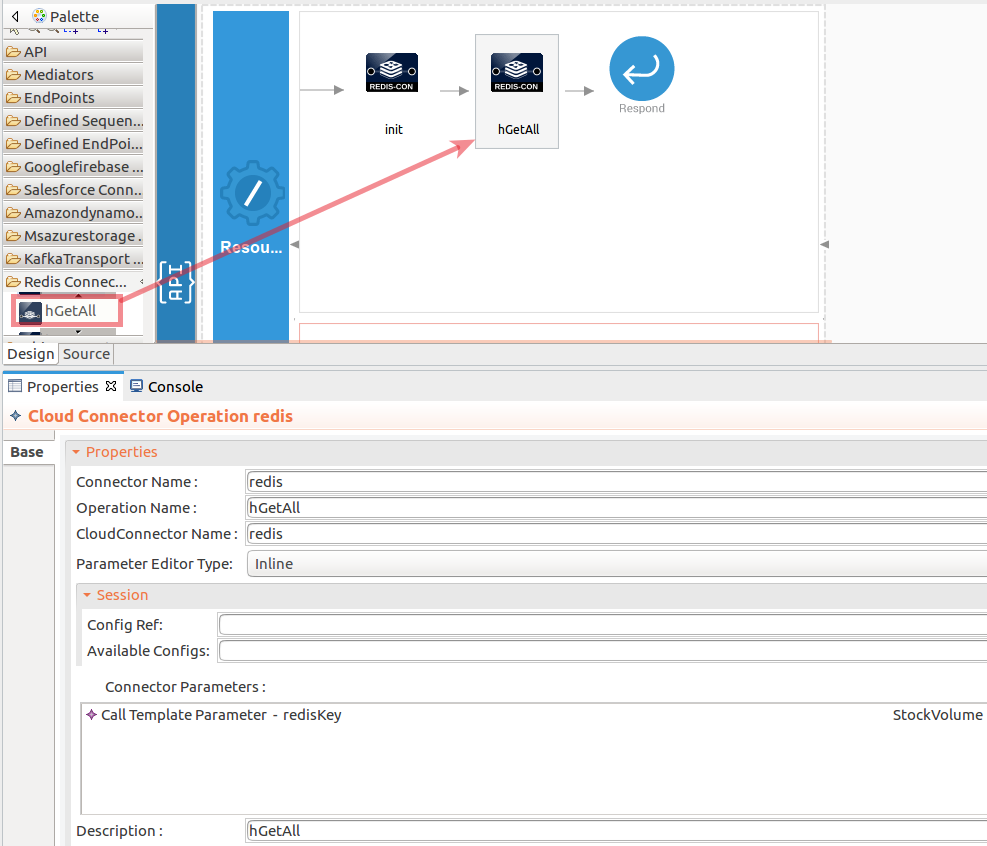 Palette
API
Mediators
EndPoints
Defined Sequen...
Defined EndPoi...
Googlefirebase ...
Salesforce Conn...
Amazondynamo...
Msazurestorage .
KafkaTransport ...
Redis Connec...
hGetAll
API
Resou...
REDIS-CON
init
REDIS-CON
hGetAll
Respond
Design Source
Properties Console
Cloud Connector Operation redis
Base
Properties
Connector Name : redis
Operation Name : hGetAll
CloudConnector Name : redis
Parameter Editor Type: Inline
Session
Config Ref:
Available Configs:
Connector Parameters :
Call Template Parameter - redisKey StockVolume
Description : hGetAll